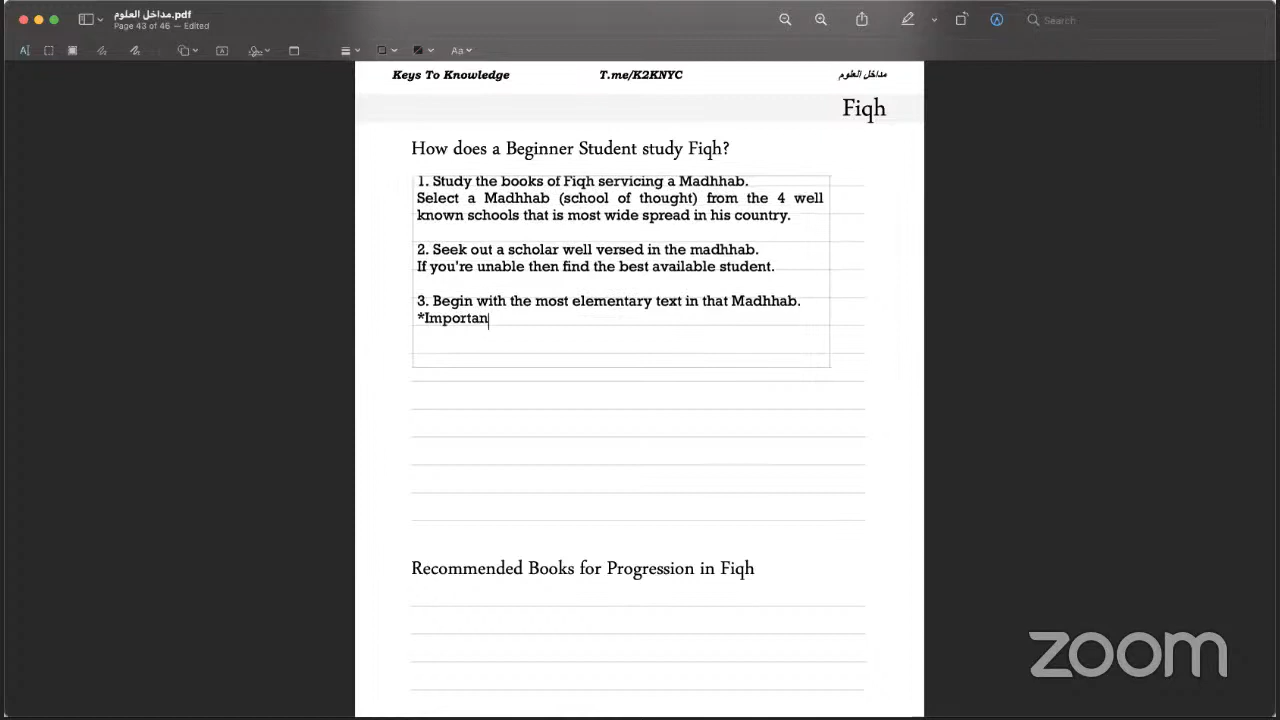 مداخل العلوم.pdf
Page 43 of 46 — Edited
Search
Aa
Keys To Knowledge T.me/K2KNYC مداخل العلوم
Fiqh
How does a Beginner Student study Fiqh?
1. Study the books of Fiqh servicing a Madhhab.
Select a Madhhab (school of thought) from the 4 well
known schools that is most wide spread in his country.
2. Seek out a scholar well versed in the madhhab.
If you're unable then find the best available student.
3. Begin with the most elementary text in that Madhhab.
*Importan
Recommended Books for Progression in Fiqh
zoom